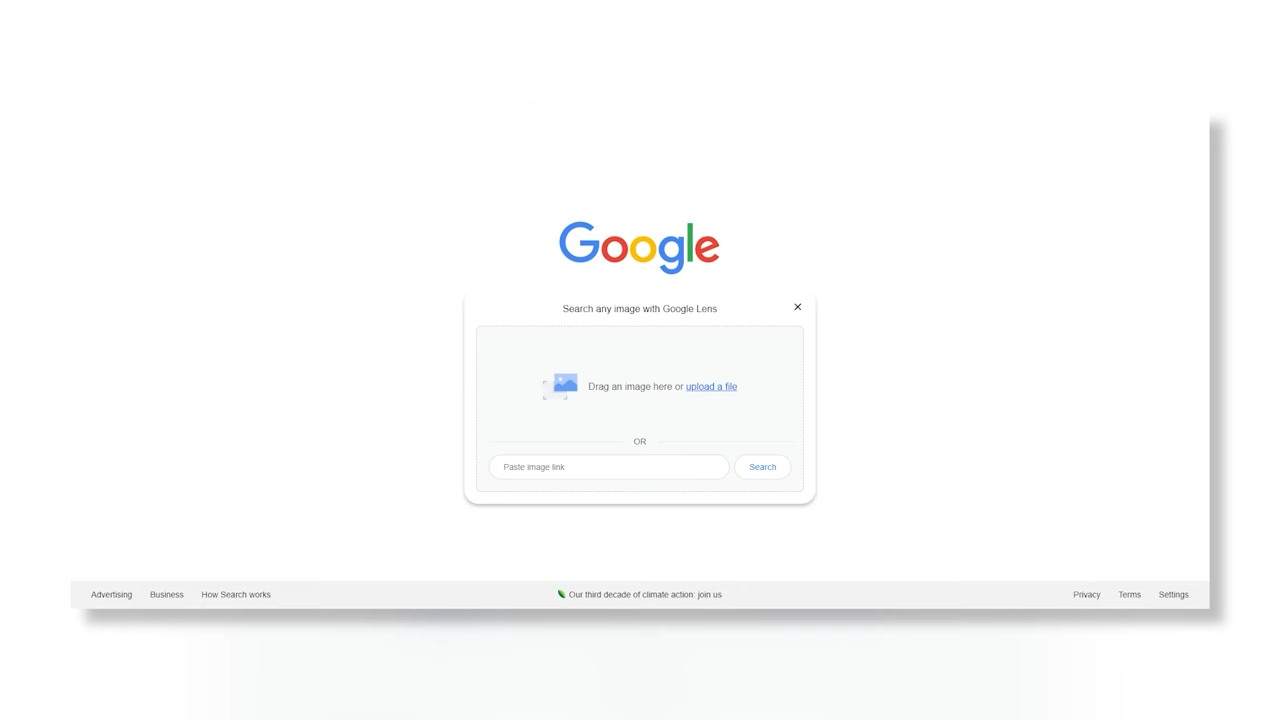 Google
Search any image with Google Lens
Drag an image here or upload a file
OR
Paste image link
Search
Advertising Business How Search works
Our third decade of climate action: join us
Privacy Terms Settings